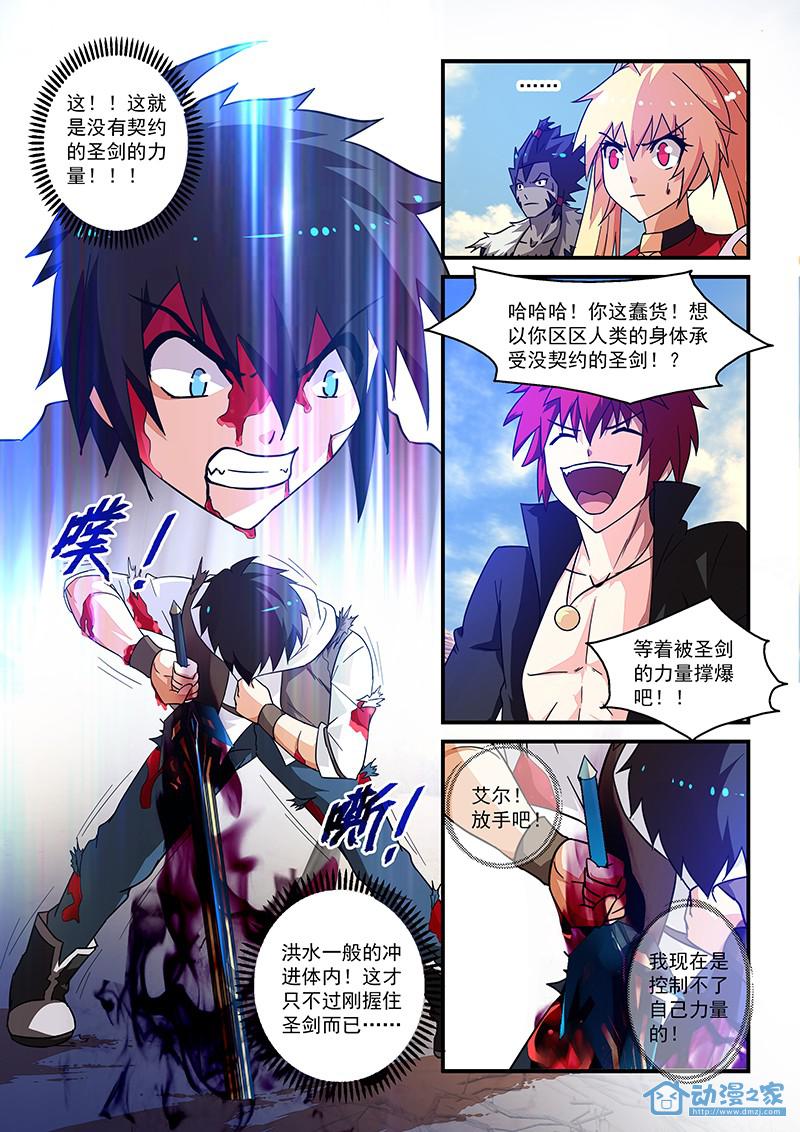 这！！这就
是没有契约
的圣剑的力
量！！！
噗！
嘶！
洪水一般的冲
进体内！这才
只不过刚握住
圣剑而已……
……
哈哈哈！你这蠢货！想
以你区区人类的身体承
受没契约的圣剑！？
等着被圣剑
的力量撑爆
吧！！
艾尔！
放手吧！
我现在是
控制不了
自己力量
的！
动漫之家
http://www.dmzj.com